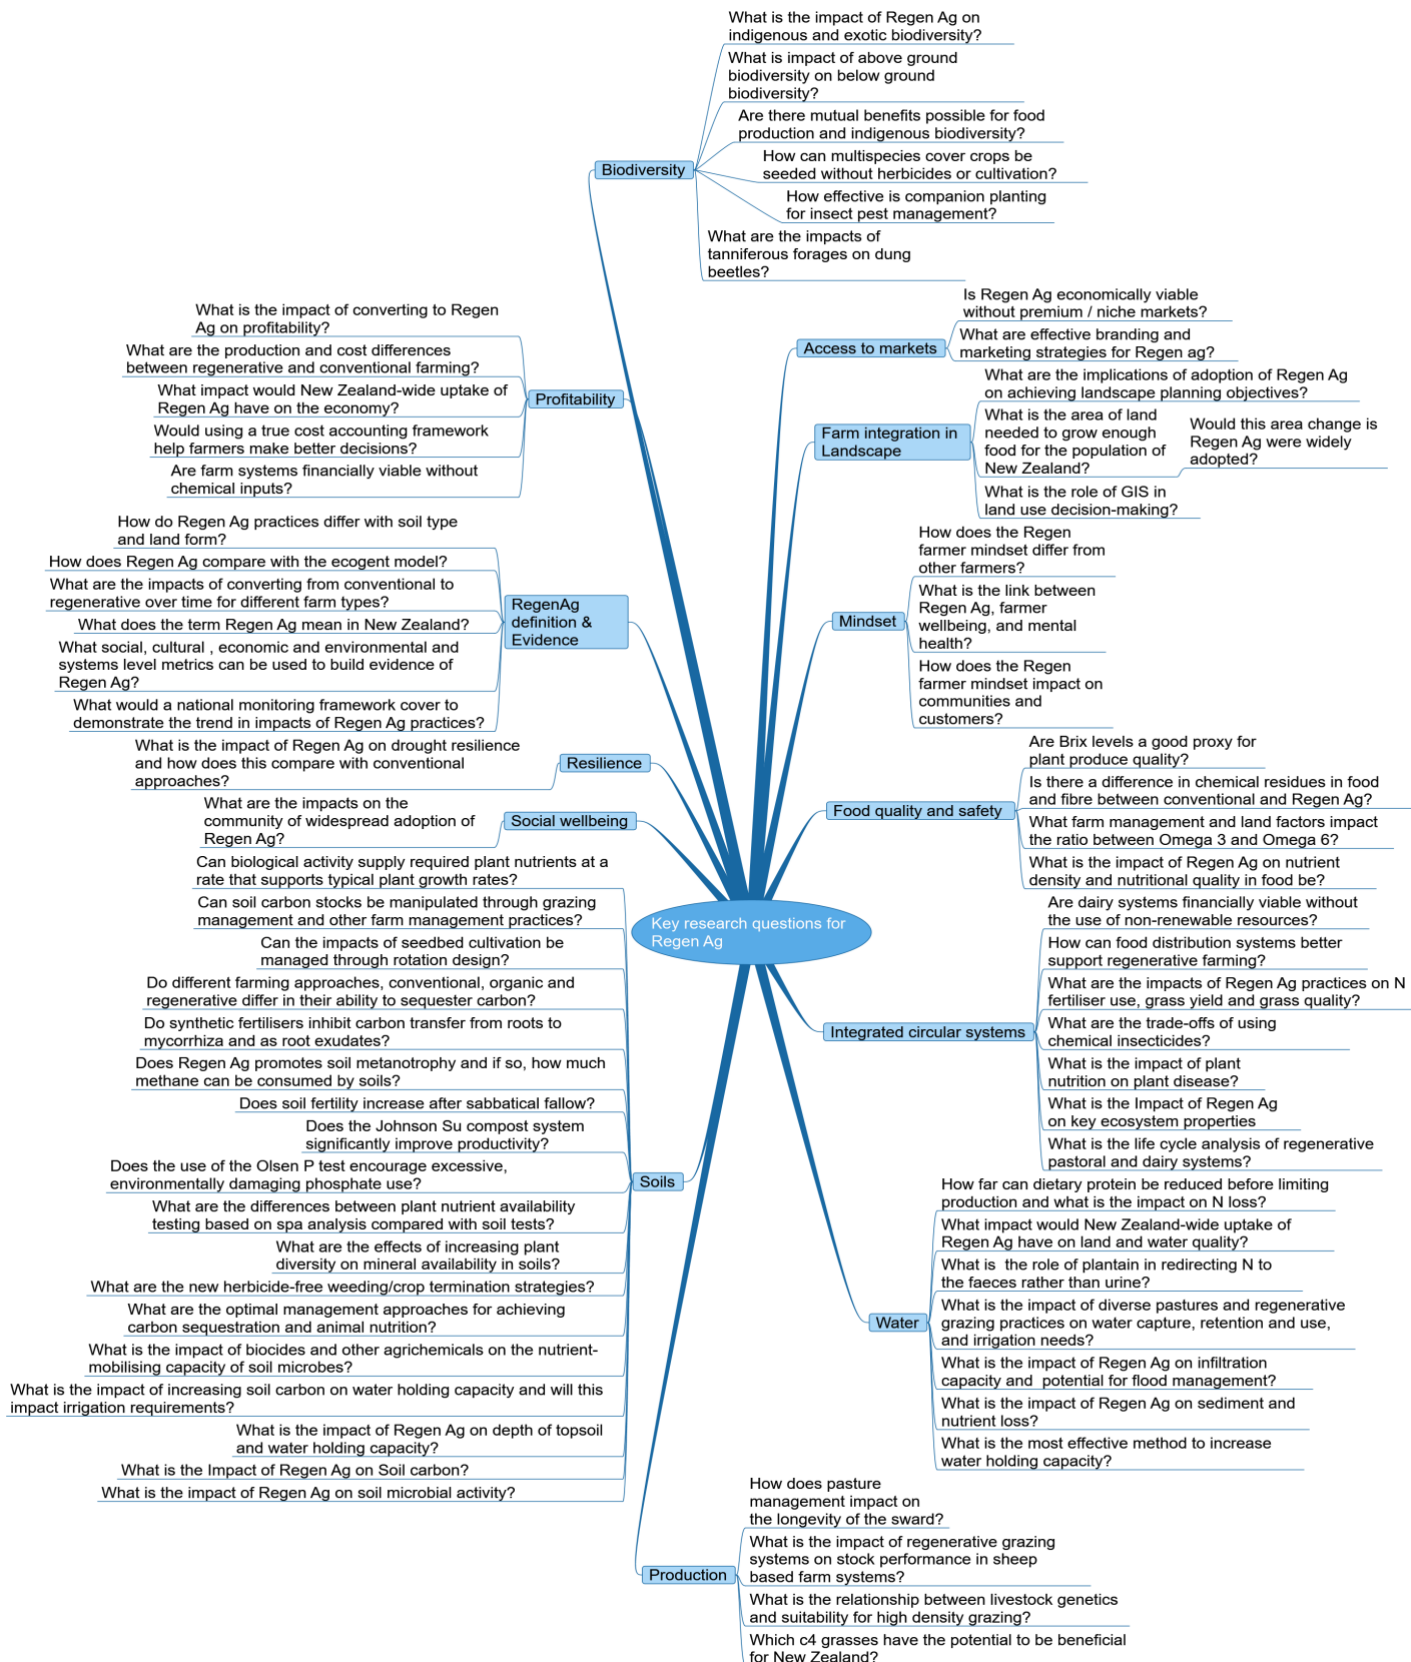 What is the impact of Regen Ag on
indigenous and exotic biodiversity?
What is impact of above ground
biodiversity on below ground
biodiversity?
Are there mutual benefits possible for food
production and indigenous biodiversity?
Biodiversity
How can multispecies cover crops be
seeded without herbicides or cultivation?
How effective is companion planting
for insect pest management?
What are the impacts of
tanniferous forages on dung
beetles?
What is the impact of converting to Regen
Ag on profitability?
What are the production and cost differences
between regenerative and conventional farming?
What impact would New Zealand-wide uptake of
Regen Ag have on the economy?
Profitability
Would using a true cost accounting framework
help farmers make better decisions?
Are farm systems financially viable without
chemical inputs?
How do Regen Ag practices differ with soil type
and land form?
How does Regen Ag compare with the ecogent model?
What are the impacts of converting from conventional to
regenerative over time for different farm types?
RegenAg
definition &
Evidence
What does the term Regen Ag mean in New Zealand?
What social, cultural , economic and environmental and
systems level metrics can be used to build evidence of
Regen Ag?
What would a national monitoring framework cover to
demonstrate the trend in impacts of Regen Ag practices?
What is the impact of Regen Ag on drought resilience
and how does this compare with conventional
approaches?
Resilience
What are the impacts on the
community of widespread adoption of
Regen Ag?
Social wellbeing
Can biological activity supply required plant nutrients at a
rate that supports typical plant growth rates?
Can soil carbon stocks be manipulated through grazing
management and other farm management practices?
Can the impacts of seedbed cultivation be
managed through rotation design?
Do different farming approaches, conventional, organic and
regenerative differ in their ability to sequester carbon?
Do synthetic fertilisers inhibit carbon transfer from roots to
mycorrhiza and as root exudates?
Does Regen Ag promotes soil metanotrophy and if so, how much
methane can be consumed by soils?
Does soil fertility increase after sabbatical fallow?
Does the Johnson Su compost system
significantly improve productivity?
Does the use of the Olsen P test encourage excessive,
environmentally damaging phosphate use?
Soils
What are the differences between plant nutrient availability
testing based on spa analysis compared with soil tests?
What are the effects of increasing plant
diversity on mineral availability in soils?
What are the new herbicide-free weeding/crop termination strategies?
What are the optimal management approaches for achieving
carbon sequestration and animal nutrition?
What is the impact of biocides and other agrichemicals on the nutrient-
mobilising capacity of soil microbes?
What is the impact of increasing soil carbon on water holding capacity and will this
impact irrigation requirements?
What is the impact of Regen Ag on depth of topsoil
and water holding capacity?
What is the Impact of Regen Ag on Soil carbon?
What is the impact of Regen Ag on soil microbial activity?
Key research questions for
Regen Ag
Is Regen Ag economically viable
without premium / niche markets?
Access to markets
What are effective branding and
marketing strategies for Regen ag?
What are the implications of adoption of Regen Ag
on achieving landscape planning objectives?
Farm integration in
Landscape
What is the area of land
needed to grow enough
food for the population of
New Zealand?
Would this area change is
Regen Ag were widely
adopted?
What is the role of GIS in
land use decision-making?
How does the Regen
farmer mindset differ from
other farmers?
Mindset
What is the link between
Regen Ag, farmer
wellbeing, and mental
health?
How does the Regen
farmer mindset impact on
communities and
customers?
Are Brix levels a good proxy for
plant produce quality?
Food quality and safety
Is there a difference in chemical residues in food
and fibre between conventional and Regen Ag?
What farm management and land factors impact
the ratio between Omega 3 and Omega 6?
What is the impact of Regen Ag on nutrient
density and nutritional quality in food be?
Are dairy systems financially viable without
the use of non-renewable resources?
How can food distribution systems better
support regenerative farming?
What are the impacts of Regen Ag practices on N
fertiliser use, grass yield and grass quality?
Integrated circular systems
What are the trade-offs of using
chemical insecticides?
What is the impact of plant
nutrition on plant disease?
What is the Impact of Regen Ag
on key ecosystem properties
What is the life cycle analysis of regenerative
pastoral and dairy systems?
How far can dietary protein be reduced before limiting
production and what is the impact on N loss?
What impact would New Zealand-wide uptake of
Regen Ag have on land and water quality?
What is  the role of plantain in redirecting N to
the faeces rather than urine?
Water
What is the impact of diverse pastures and regenerative
grazing practices on water capture, retention and use,
and irrigation needs?
What is the impact of Regen Ag on infiltration
capacity and  potential for flood management?
What is the impact of Regen Ag on sediment and
nutrient loss?
What is the most effective method to increase
water holding capacity?
How does pasture
management impact on
the longevity of the sward?
Production
What is the impact of regenerative grazing
systems on stock performance in sheep
based farm systems?
What is the relationship between livestock genetics
and suitability for high density grazing?
Which c4 grasses have the potential to be beneficial
for New Zealand?